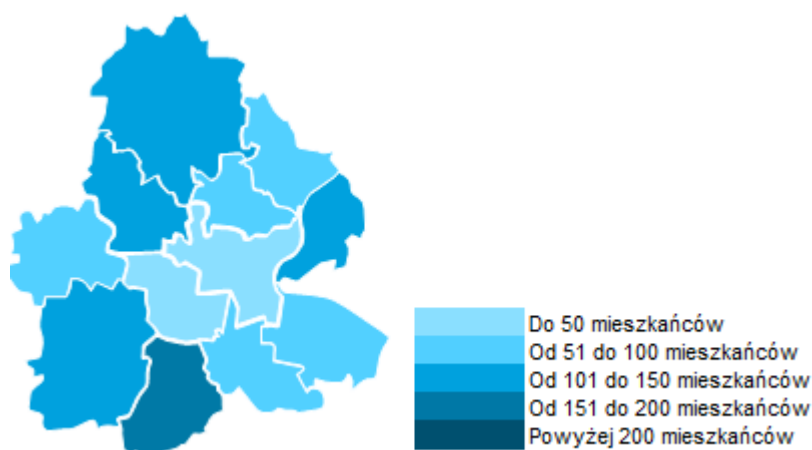 Do 50 mieszkańców
Od 51 do 100 mieszkańców
Od 101 do 150 mieszkańców
Od 151 do 200 mieszkańców
Powyżej 200 mieszkańców